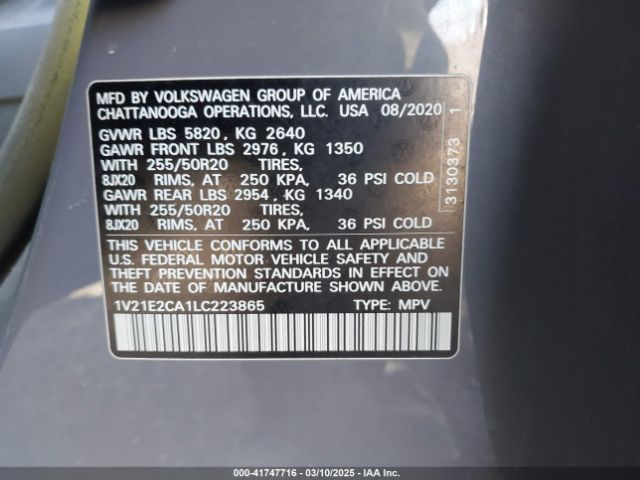 MFD BY VOLKSWAGEN GROUP OF AMERICA
CHATTANOOGA OPERATIONS, LLC. USA 08/2020
GVWR LBS 5820, KG 2640
GAWR FRONT LBS 2976, KG 1350
WITH 255/50R20 TIRES,
8JX20 RIMS, AT 250 KPA, 36 PSI COLD
GAWR REAR LBS 2954, KG 1340
WITH 255/50R20 TIRES,
8JX20 RIMS, AT 250 KPA, 36 PSI COLD
THIS VEHICLE CONFORMS TO ALL APPLICABLE
U.S. FEDERAL MOTOR VEHICLE SAFETY AND
THEFT PREVENTION STANDARDS IN EFFECT ON
THE DATE OF MANUFACTURE SHOWN ABOVE.
1V21E2CA1LC223865 TYPE: MPV
3130373 1
000-41747716 — 03/10/2025 — IAA Inc.